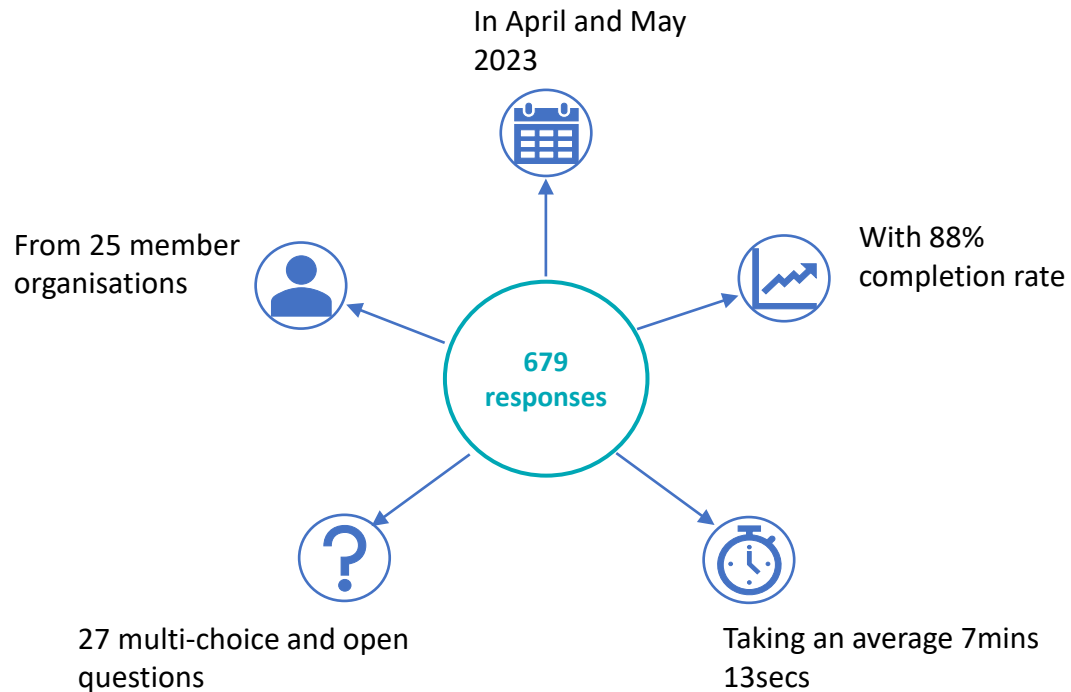 In April and May
2023
From 25 member
organisations
With 88%
completion rate
679
responses
27 multi-choice and open
questions
Taking an average 7mins
13secs